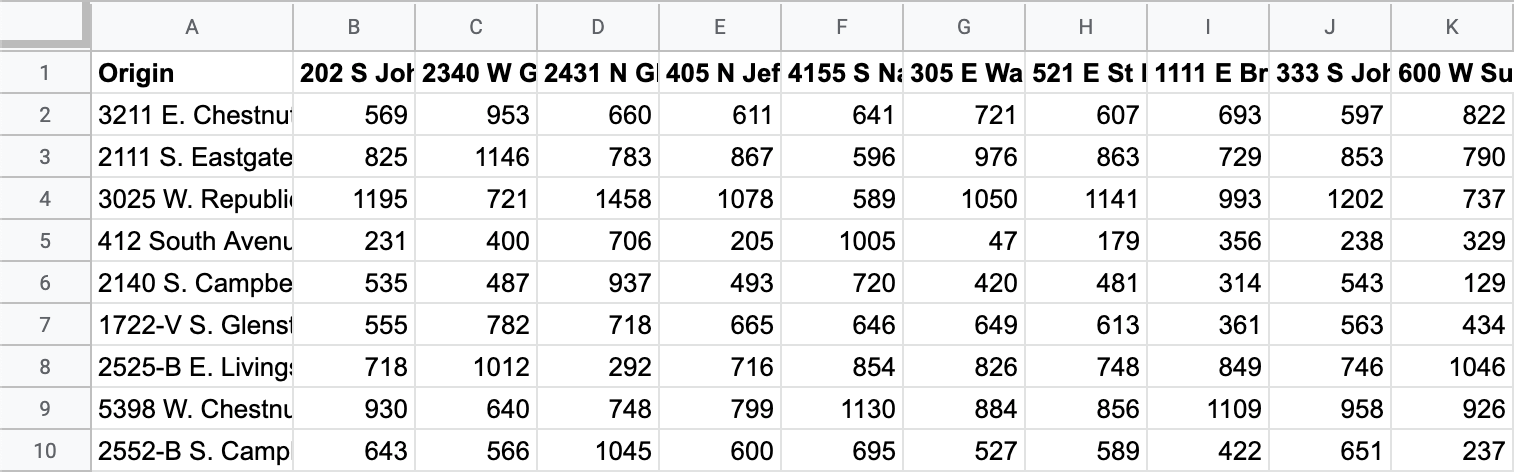 A B C D E F G H I J K
1 Origin 202 S Joh 2340 W G 2431 N Gl 405 N Jef 4155 S Na 305 E Wa 521 E St 1111 E Br 333 S Joh 600 W Su
2 3211 E. Chestnut 569 953 660 611 641 721 607 693 597 822
3 2111 S. Eastgate 825 1146 783 867 596 976 863 729 853 790
4 3025 W. Republic 1195 721 1458 1078 589 1050 1141 993 1202 737
5 412 South Avenu 231 400 706 205 1005 47 179 356 238 329
6 2140 S. Campbe 535 487 937 493 720 420 481 314 543 129
7 1722-V S. Glenst 555 782 718 665 646 649 613 361 563 434
8 2525-B E. Livings 718 1012 292 716 854 826 748 849 746 1046
9 5398 W. Chestnu 930 640 748 799 1130 884 856 1109 958 926
10 2552-B S. Camp 643 566 1045 600 695 527 589 422 651 237